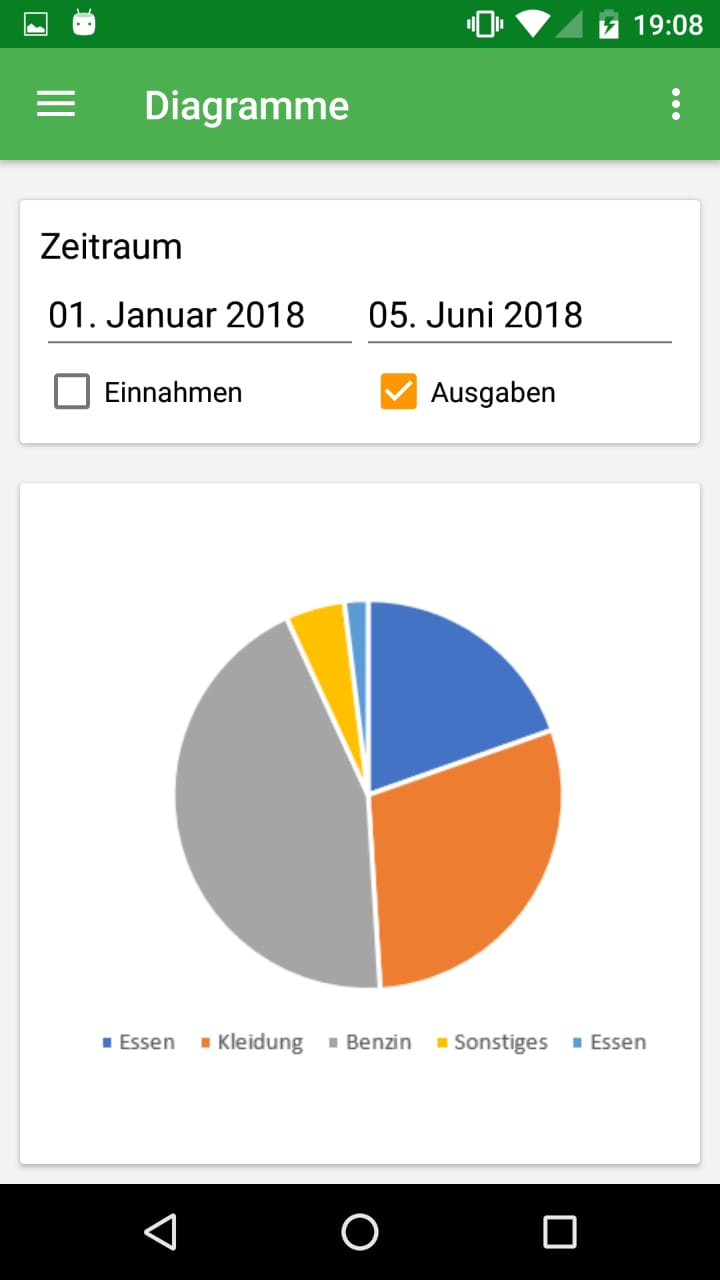 19:08
Diagramme
Zeitraum
01. Januar 2018 05. Juni 2018
Einnahmen Ausgaben
Essen Kleidung Benzin Sonstiges Essen